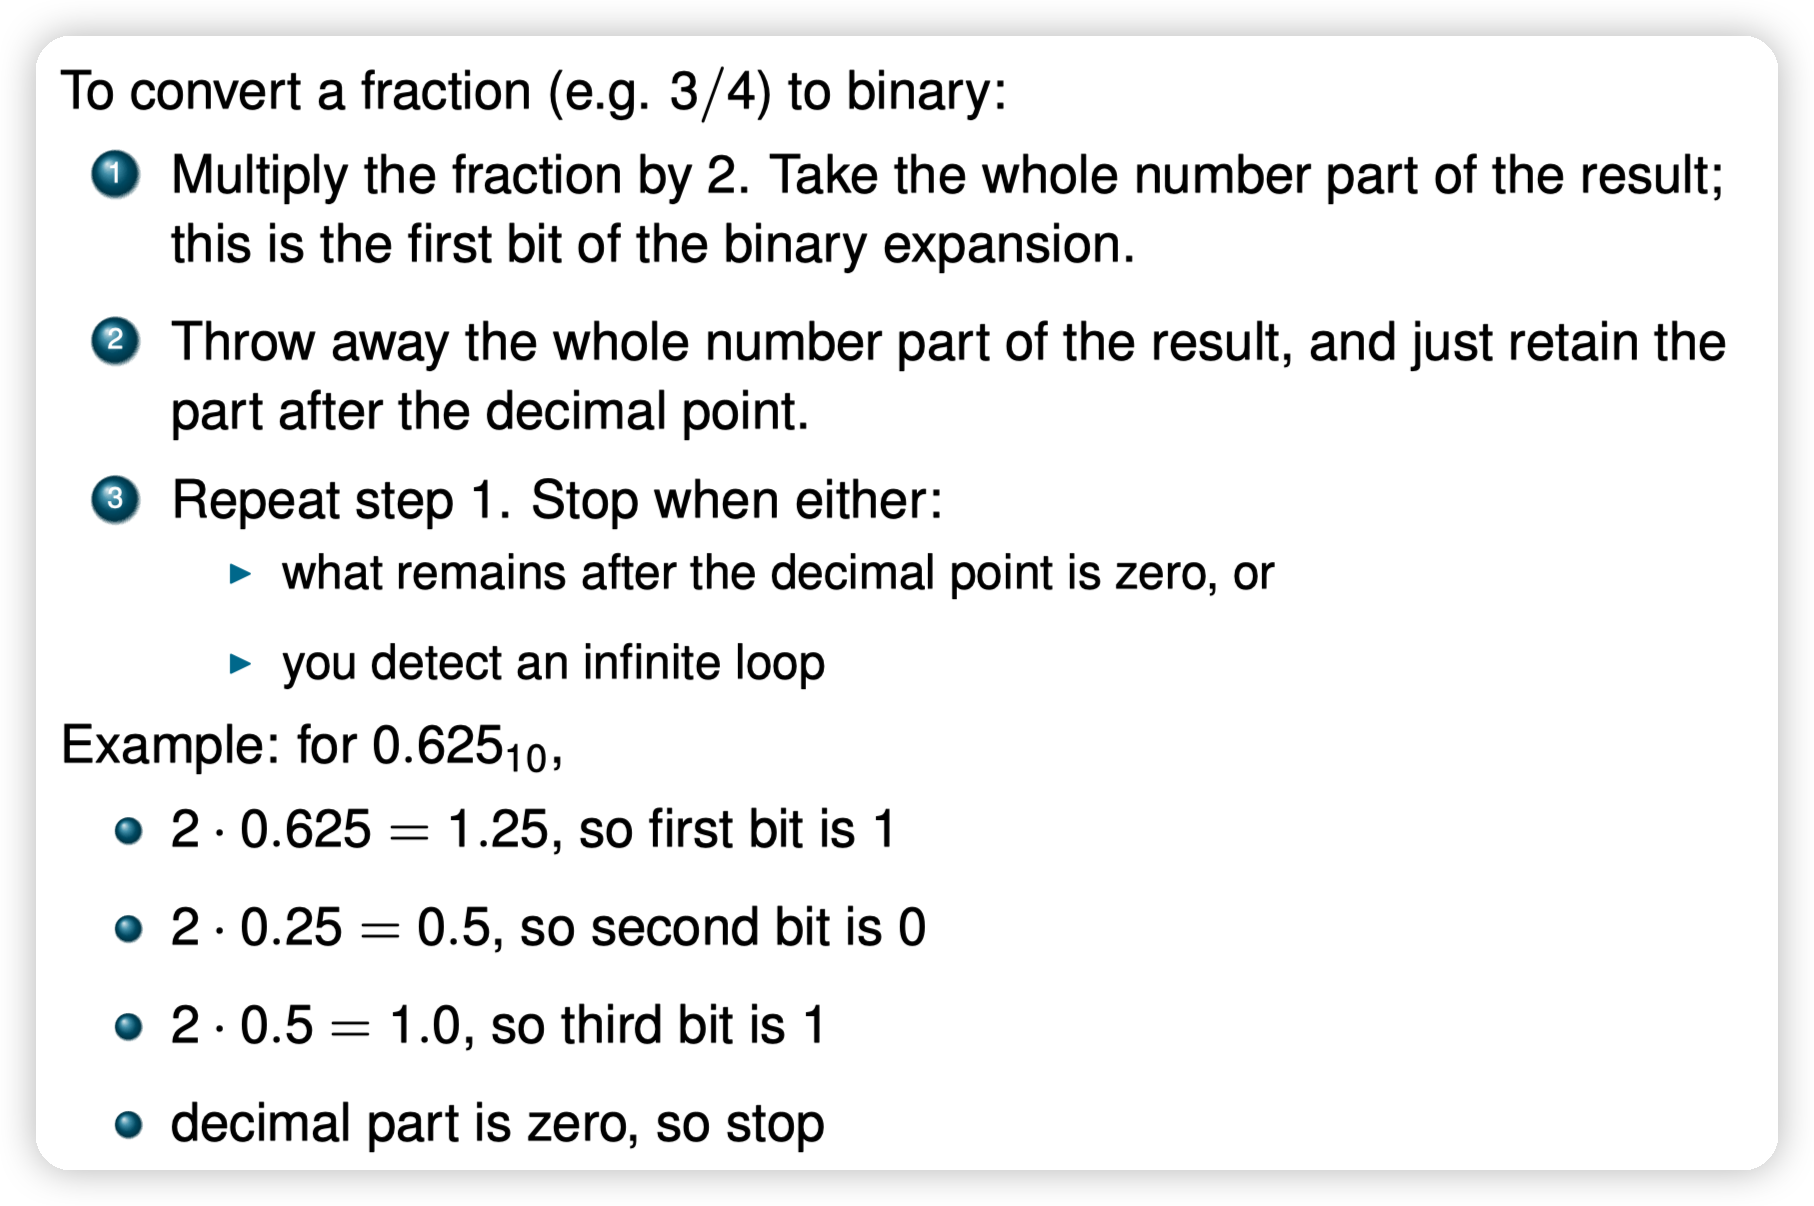 To convert a fraction (e.g. 3/4) to binary:
1 Multiply the fraction by 2. Take the whole number part of the result;
this is the first bit of the binary expansion.
2 Throw away the whole number part of the result, and just retain the
part after the decimal point.
3 Repeat step 1. Stop when either:
▶ what remains after the decimal point is zero, or
▶ you detect an infinite loop
Example: for 0.625₁₀,
• 2 · 0.625 = 1.25, so first bit is 1
• 2 · 0.25 = 0.5, so second bit is 0
• 2 · 0.5 = 1.0, so third bit is 1
• decimal part is zero, so stop